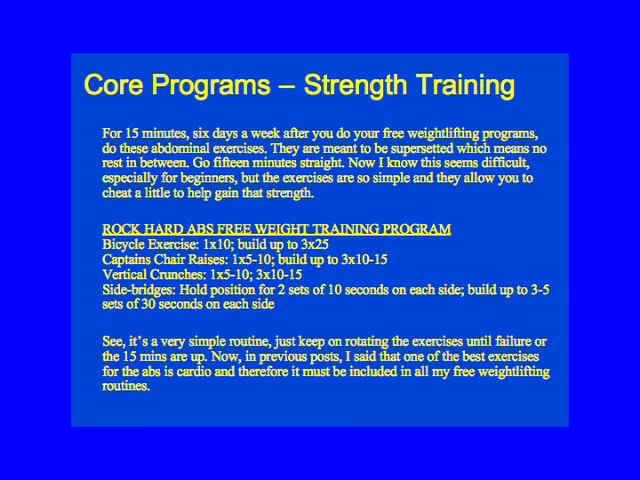 Core Programs – Strength Training
For 15 minutes, six days a week after you do your free weightlifting programs,
do these abdominal exercises. They are meant to be supersetted which means no
rest in between. Go fifteen minutes straight. Now I know this seems difficult,
especially for beginners, but the exercises are so simple and they allow you to
cheat a little to help gain that strength.
ROCK HARD ABS FREE WEIGHT TRAINING PROGRAM
Bicycle Exercise: 1x10; build up to 3x25
Captains Chair Raises: 1x5-10; build up to 3x10-15
Vertical Crunches: 1x5-10; 3x10-15
Side-bridges: Hold position for 2 sets of 10 seconds on each side; build up to 3-5
sets of 30 seconds on each side
See, it’s a very simple routine, just keep on rotating the exercises until failure or
the 15 mins are up. Now, in previous posts, I said that one of the best exercises
for the abs is cardio and therefore it must be included in all my free weightlifting
routines.